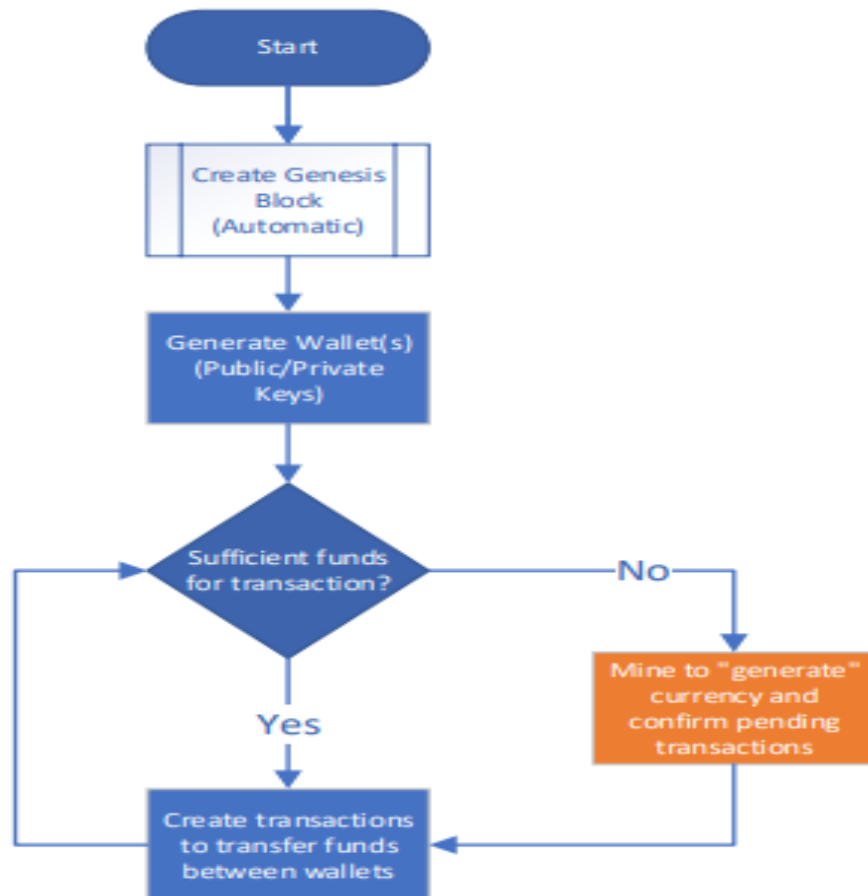 Start
Create Genesis
Block
(Automatic)
Generate Wallet(s)
(Public/Private
Keys)
Sufficient funds
for transaction?
No
Mine to "generate"
currency and
confirm pending
transactions
Yes
Create transactions
to transfer funds
between wallets